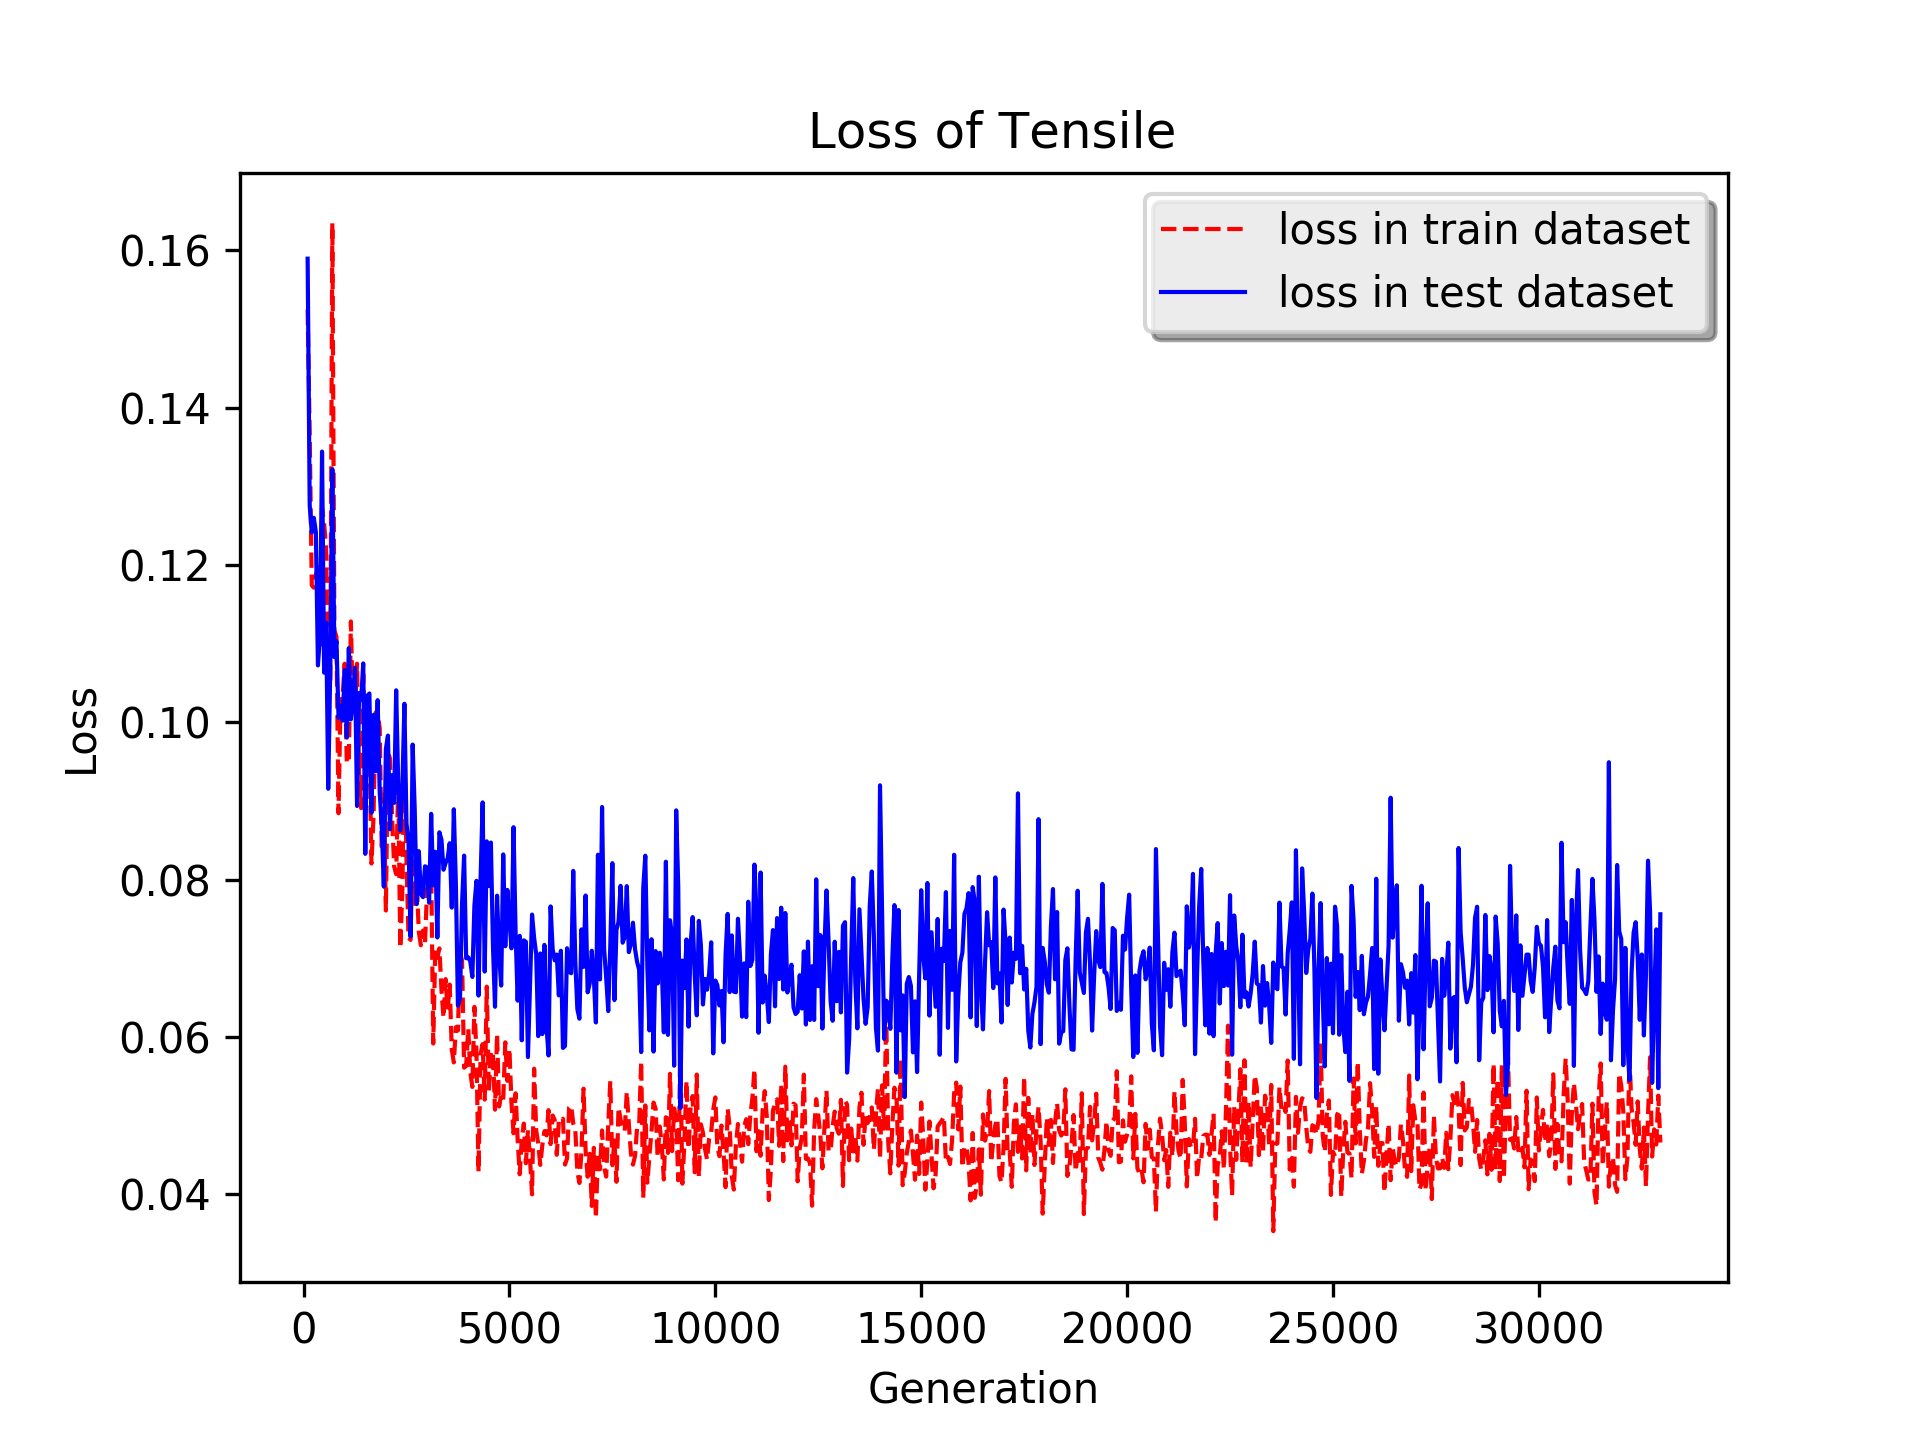 Loss of Tensile
loss in train dataset
loss in test dataset
0.16
0.14
0.12
0.10
0.08
0.06
0.04
Loss
0 5000 10000 15000 20000 25000 30000
Generation